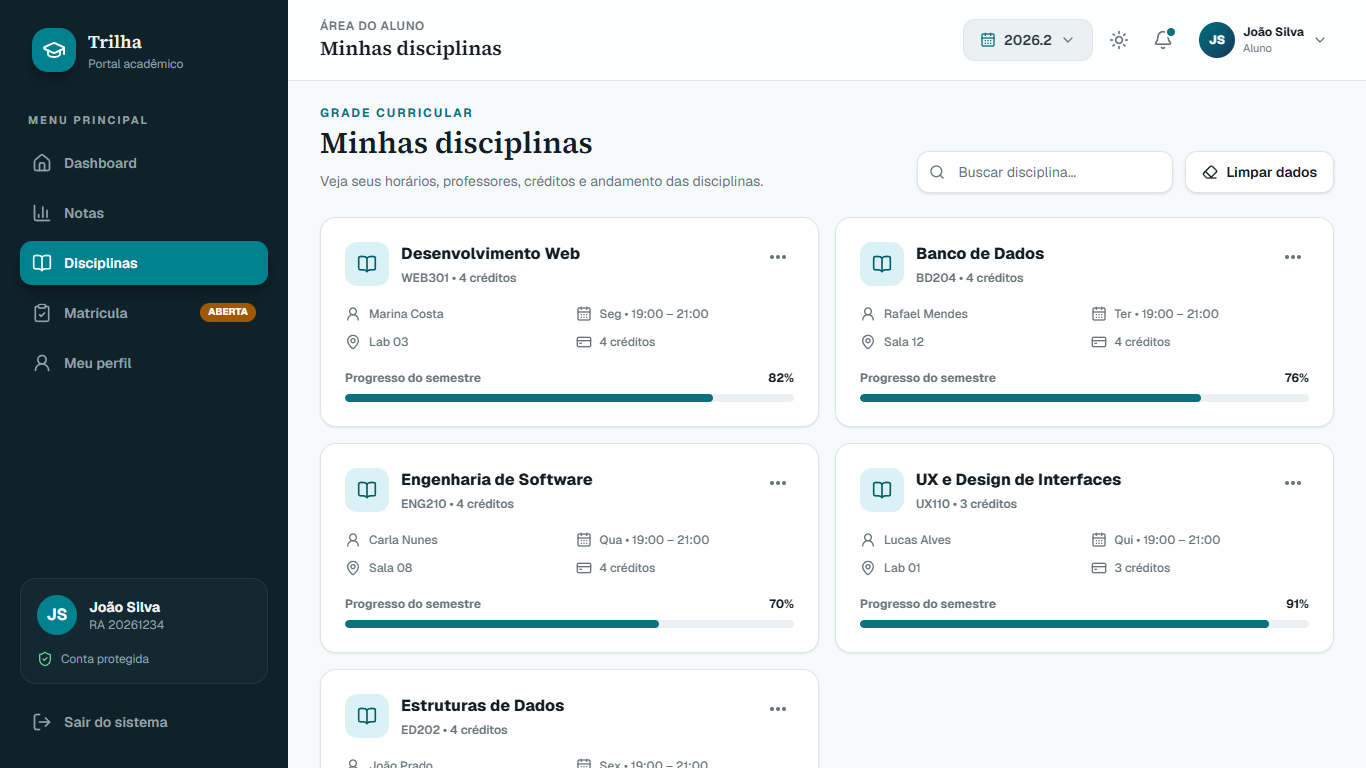 Trilha
Portal acadêmico
MENU PRINCIPAL
Dashboard
Notas
Disciplinas
Matrícula
ABERTA
Meu perfil
JS
João Silva
RA 20261234
Conta protegida
Sair do sistema
ÁREA DO ALUNO
Minhas disciplinas
2026.2
JS
João Silva
Aluno
GRADE CURRICULAR
Minhas disciplinas
Veja seus horários, professores, créditos e andamento das disciplinas.
Buscar disciplina...
Limpar dados
Desenvolvimento Web
WEB301 • 4 créditos
Marina Costa
Seg • 19:00 – 21:00
Lab 03
4 créditos
Progresso do semestre
82%
Banco de Dados
BD204 • 4 créditos
Rafael Mendes
Ter • 19:00 – 21:00
Sala 12
4 créditos
Progresso do semestre
76%
Engenharia de Software
ENG210 • 4 créditos
Carla Nunes
Qua • 19:00 – 21:00
Sala 08
4 créditos
Progresso do semestre
70%
UX e Design de Interfaces
UX110 • 3 créditos
Lucas Alves
Qui • 19:00 – 21:00
Lab 01
3 créditos
Progresso do semestre
91%
Estruturas de Dados
ED202 • 4 créditos
João Prado
Sex • 19:00 – 21:00